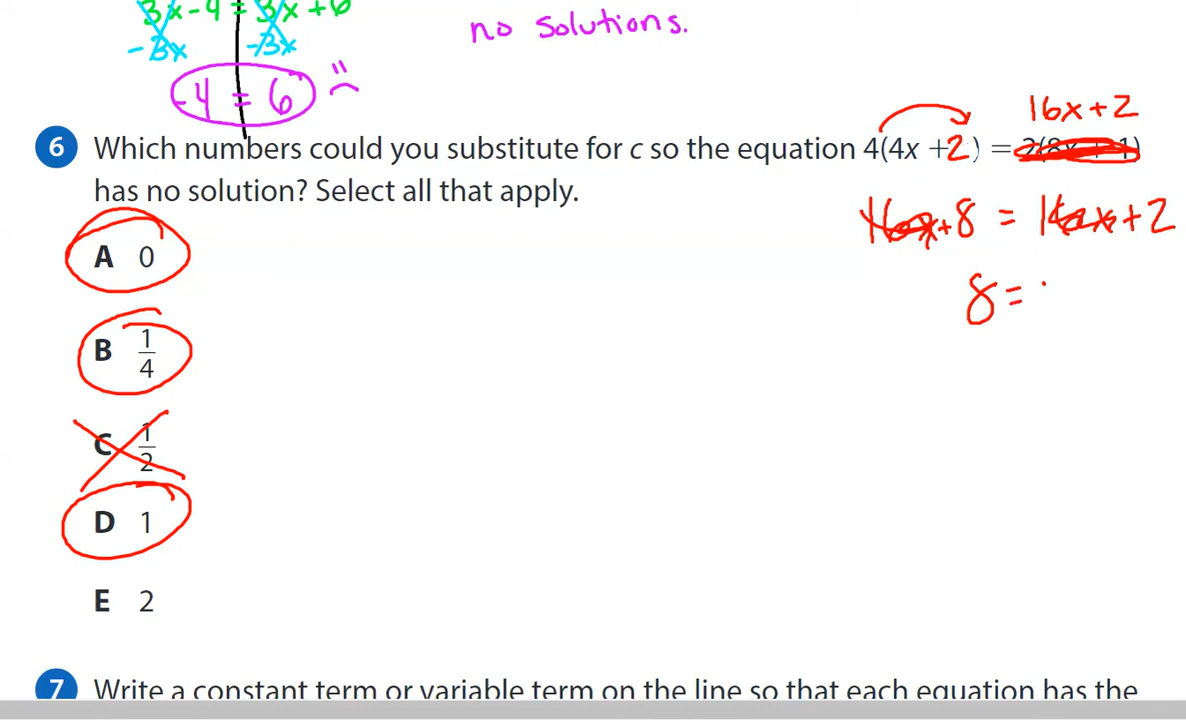 3x - 4 = 3x + 6
-3x -3x
-4 = 6
no solutions.
16x+2
6 Which numbers could you substitute for c so the equation 4(4x + 2) = 2(8x + 1)
has no solution? Select all that apply.
16x + 8 = 16x + 2
8 =
A 0
B 1/4
C 1/2
D 1
E 2
7 Write a constant term or variable term on the line so that each equation has the